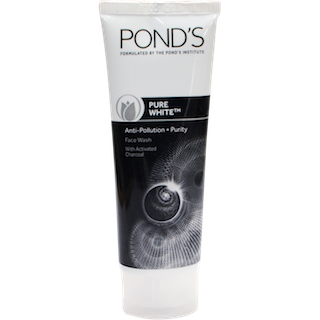 POND'S
FORMULATED BY THE POND'S INSTITUTE
PURE
WHITE™
Anti-Pollution + Purity
Face Wash
With Activated
Charcoal